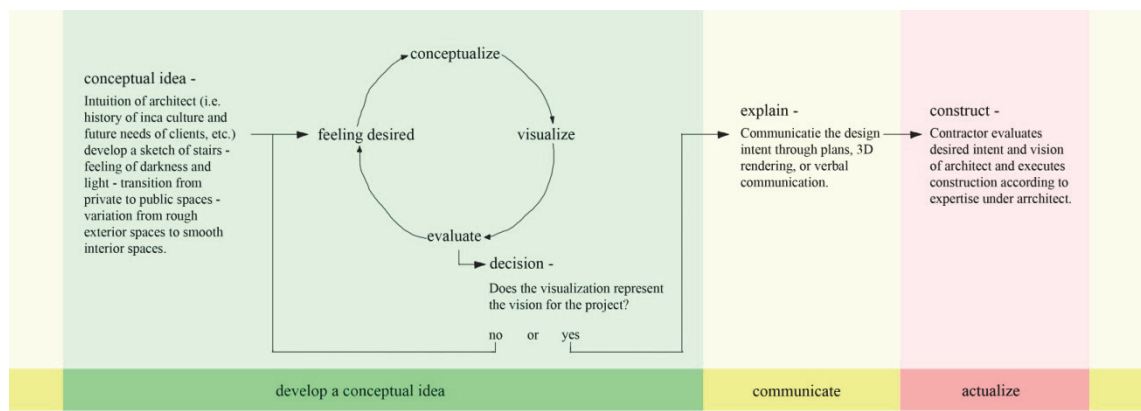 conceptual idea -
Intuition of architect (i.e.
history of inca culture and
future needs of clients, etc.)
develop a sketch of stairs -
feeling of darkness and
light - transition from
private to public spaces -
variation from rough
exterior spaces to smooth
interior spaces.
conceptualize
feeling desired
visualize
evaluate
decision -
Does the visualization represent
the vision for the project?
no or yes
explain -
Communicatie the design
intent through plans, 3D
rendering, or verbal
communication.
construct -
Contractor evaluates
desired intent and vision
of architect and executes
construction according to
expertise under arrchitect.
develop a conceptual idea
communicate
actualize